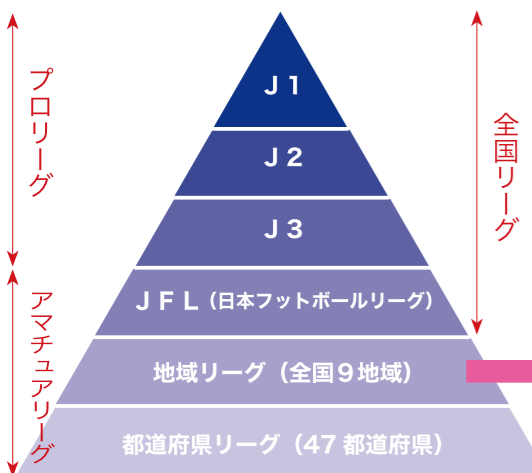 J1
J2
J3
JFL（日本フットボールリーグ）
地域リーグ（全国9地域）
都道府県リーグ（47都道府県）
プロリーグ
アマチュアリーグ
全国リーグ